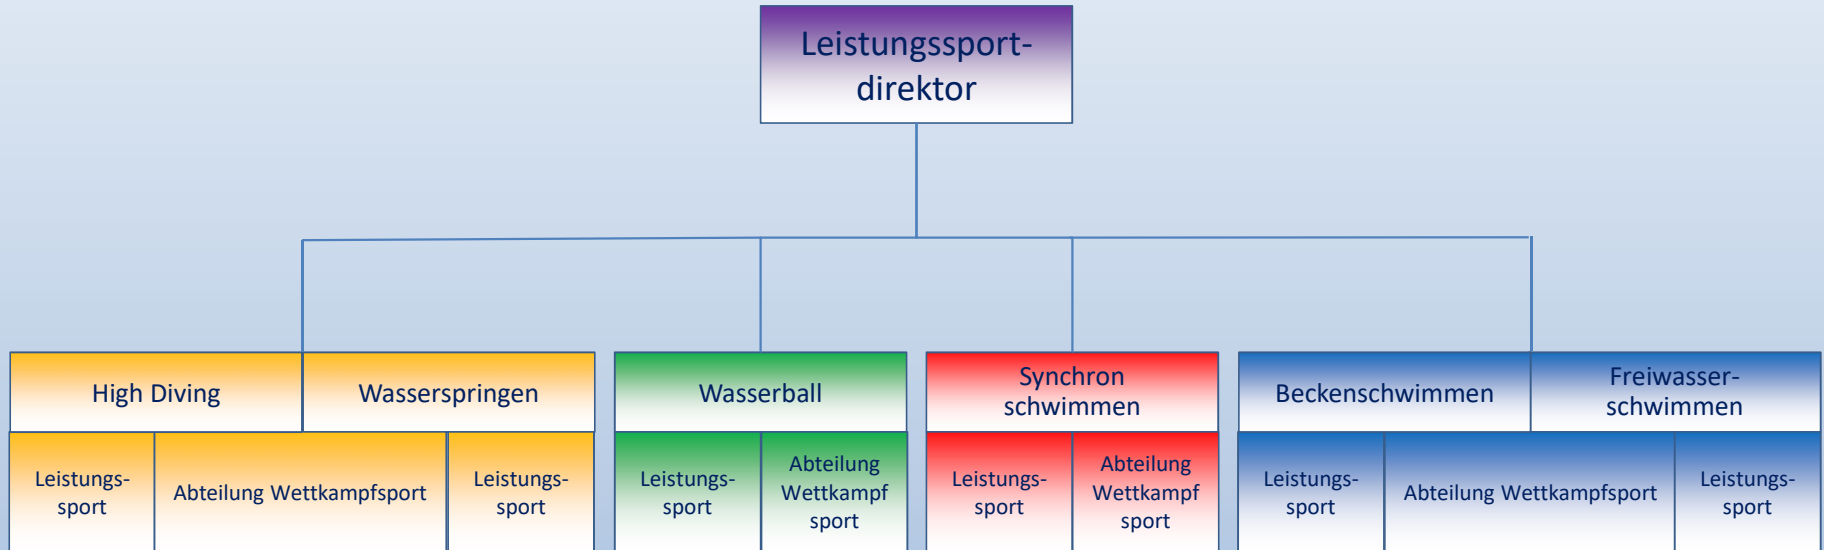 Leistungssport-
direktor
High Diving
Wasserspringen
Wasserball
Synchron
schwimmen
Beckenschwimmen
Freiwasser-
schwimmen
Leistungs-
sport
Abteilung Wettkampfsport
Leistungs-
sport
Leistungs-
sport
Abteilung
Wettkampf
sport
Leistungs-
sport
Abteilung
Wettkampf
sport
Leistungs-
sport
Abteilung Wettkampfsport
Leistungs-
sport